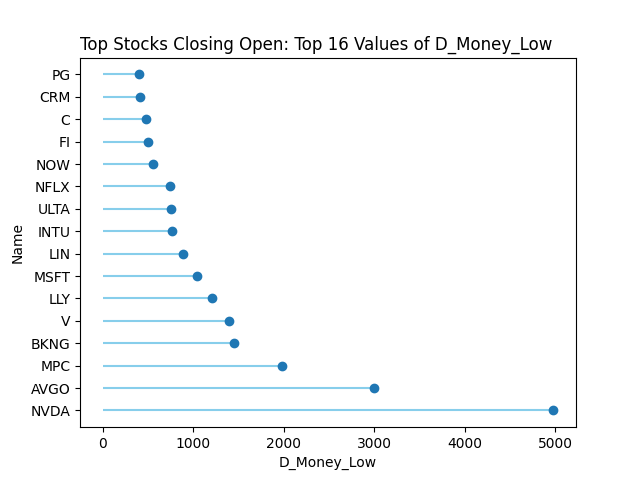 Top Stocks Closing Open: Top 16 Values of D_Money_Low
PG
CRM
C
FI
NOW
NFLX
ULTA
INTU
LIN
MSFT
LLY
V
BKNG
MPC
AVGO
NVDA
Name
0 1000 2000 3000 4000 5000
D_Money_Low